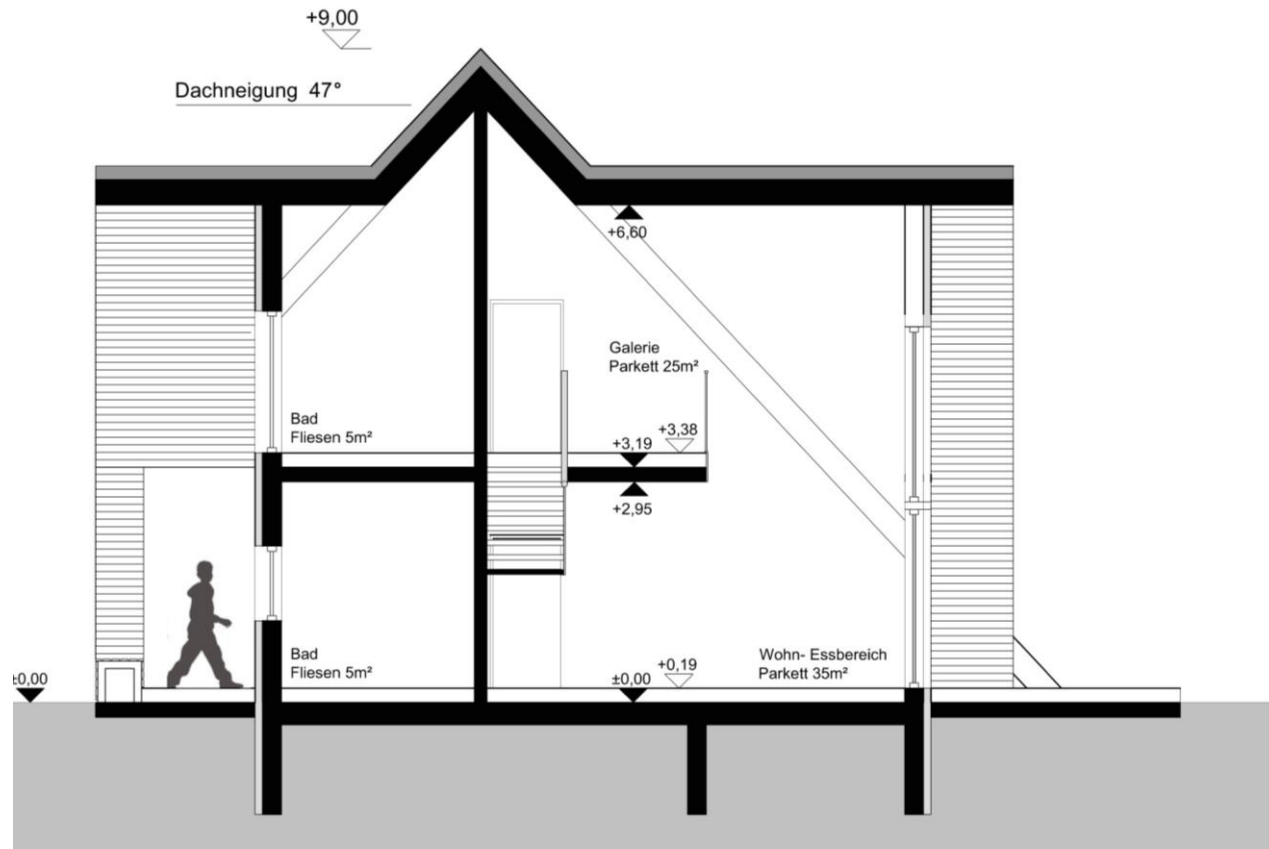 +9,00
Dachneigung 47°
+6,60
Galerie
Parkett 25m²
Bad
Fliesen 5m²
+3,38
+3,19
+2,95
Bad
Fliesen 5m²
Wohn- Essbereich
Parkett 35m²
+0,19
±0,00
±0,00